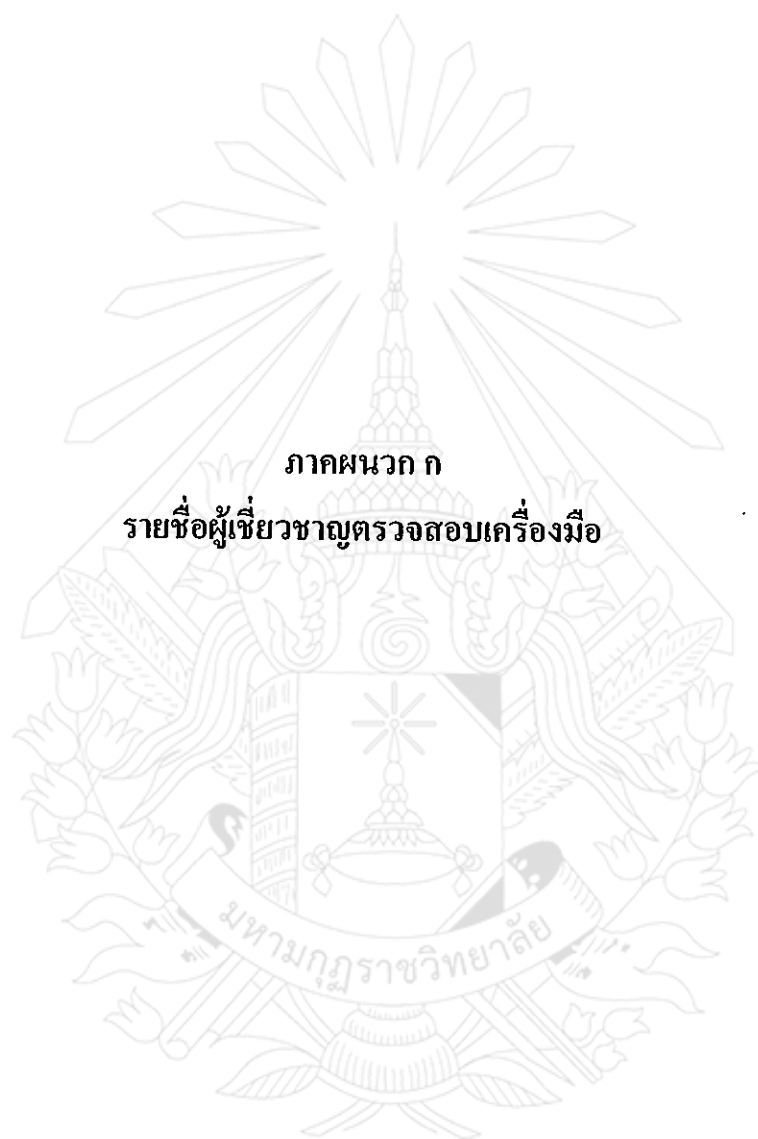 ภาคผนวก ก
รายชื่อผู้เชี่ยวชาญตรวจสอบเครื่องมือ
มหามกุฏราชวิทยาลัย